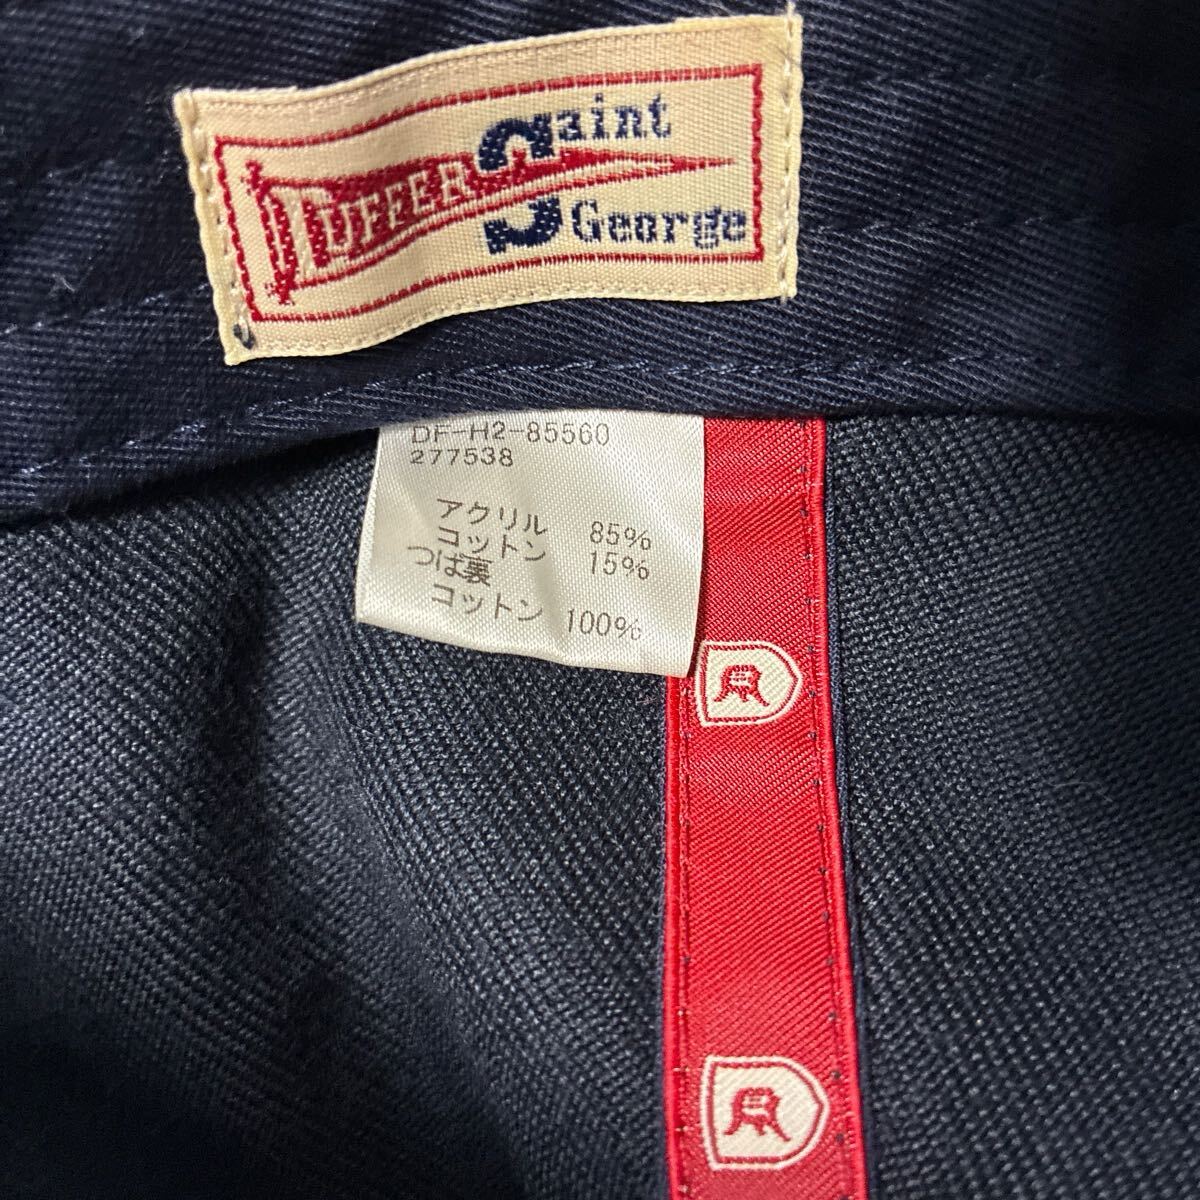 DUFFER
Saint
George
DF-H2-85560
277538
アクリル 85%
コットン 15%
つば裏
コットン 100%